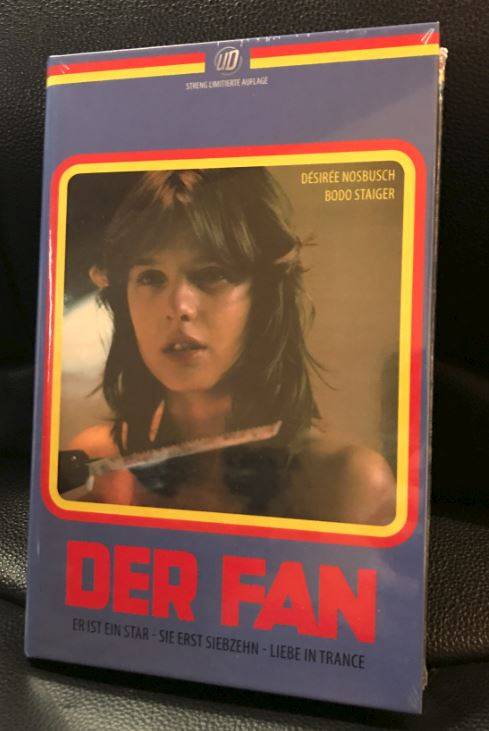 UD
STRENG LIMITIERTE AUFLAGE
DÉSIRÉE NOSBUSCH
BODO STAIGER
DER FAN
ER IST EIN STAR - SIE ERST SIEBZEHN - LIEBE IN TRANCE